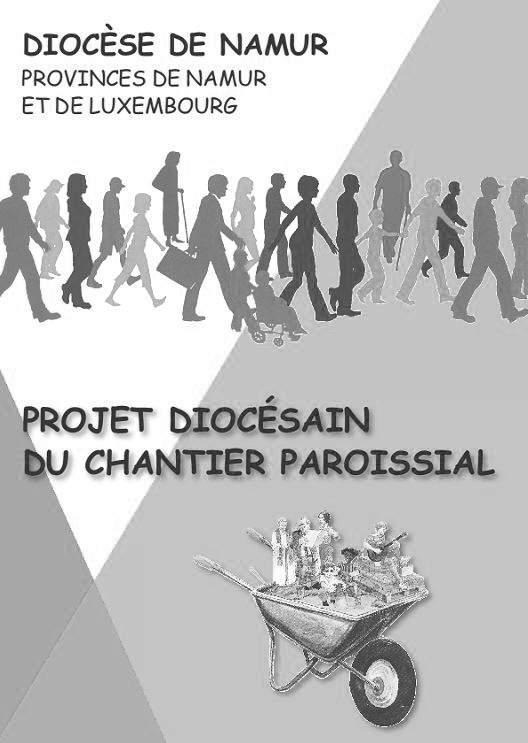 DIOCÈSE DE NAMUR
PROVINCES DE NAMUR
ET DE LUXEMBOURG
PROJET DIOCÉSAIN
DU CHANTIER PAROISSIAL